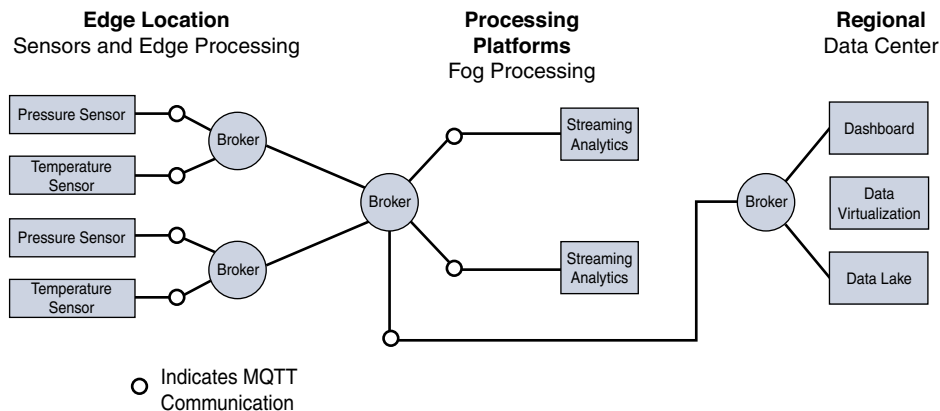 Edge Location
Sensors and Edge Processing
Processing
Platforms
Fog Processing
Regional
Data Center
Pressure Sensor
Temperature
Sensor
Pressure Sensor
Temperature
Sensor
Broker
Broker
Broker
Streaming
Analytics
Streaming
Analytics
Broker
Dashboard
Data
Virtualization
Data Lake
Indicates MQTT
Communication